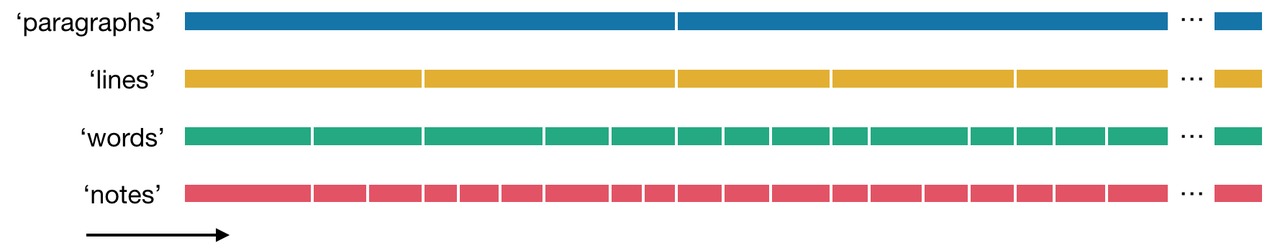 ‘paragraphs’ ...
‘lines’ ...
‘words’ ...
‘notes’ ...